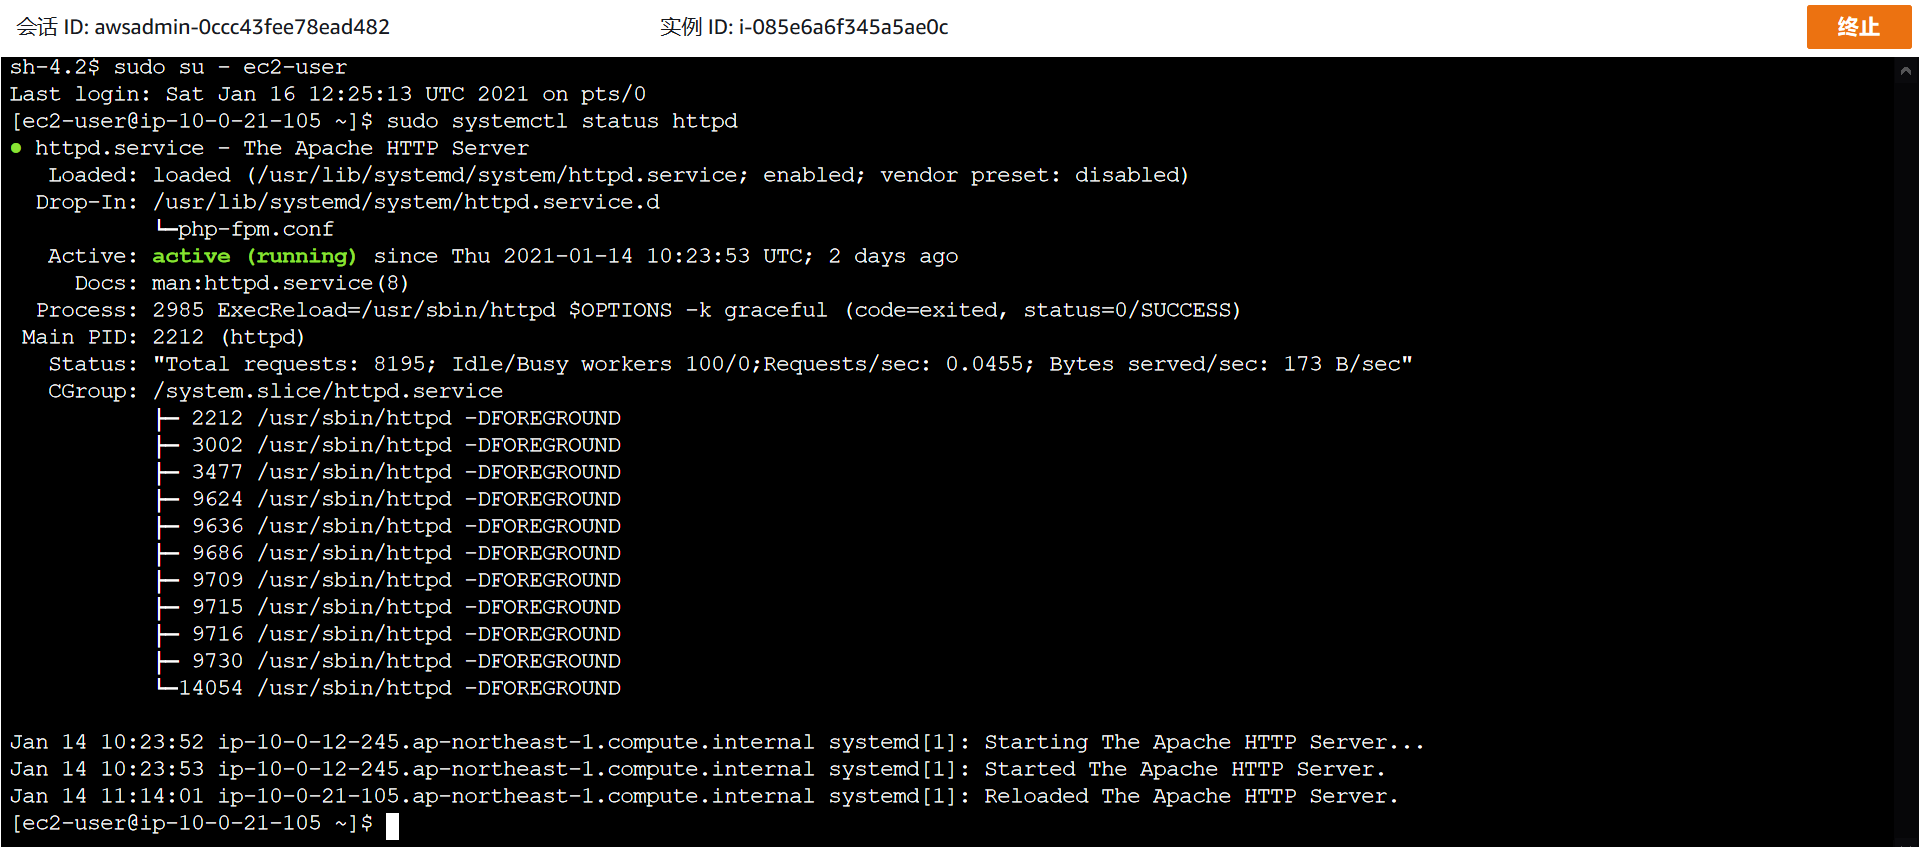 会话 ID: awsadmin-0ccc43fee78ead482 实例 ID: i-085e6a6f345a5ae0c 终止
sh-4.2$ sudo su - ec2-user
Last login: Sat Jan 16 12:25:13 UTC 2021 on pts/0
[ec2-user@ip-10-0-21-105 ~]$ sudo systemctl status httpd
● httpd.service - The Apache HTTP Server
Loaded: loaded (/usr/lib/systemd/system/httpd.service; enabled; vendor preset: disabled)
Drop-In: /usr/lib/systemd/system/httpd.service.d
└─php-fpm.conf
Active: active (running) since Thu 2021-01-14 10:23:53 UTC; 2 days ago
Docs: man:httpd.service(8)
Process: 2985 ExecReload=/usr/sbin/httpd $OPTIONS -k graceful (code=exited, status=0/SUCCESS)
Main PID: 2212 (httpd)
Status: "Total requests: 8195; Idle/Busy workers 100/0;Requests/sec: 0.0455; Bytes served/sec: 173 B/sec"
CGroup: /system.slice/httpd.service
├─ 2212 /usr/sbin/httpd -DFOREGROUND
├─ 3002 /usr/sbin/httpd -DFOREGROUND
├─ 3477 /usr/sbin/httpd -DFOREGROUND
├─ 9624 /usr/sbin/httpd -DFOREGROUND
├─ 9636 /usr/sbin/httpd -DFOREGROUND
├─ 9686 /usr/sbin/httpd -DFOREGROUND
├─ 9709 /usr/sbin/httpd -DFOREGROUND
├─ 9715 /usr/sbin/httpd -DFOREGROUND
├─ 9716 /usr/sbin/httpd -DFOREGROUND
├─ 9730 /usr/sbin/httpd -DFOREGROUND
└─14054 /usr/sbin/httpd -DFOREGROUND
Jan 14 10:23:52 ip-10-0-12-245.ap-northeast-1.compute.internal systemd[1]: Starting The Apache HTTP Server...
Jan 14 10:23:53 ip-10-0-12-245.ap-northeast-1.compute.internal systemd[1]: Started The Apache HTTP Server.
Jan 14 11:14:01 ip-10-0-21-105.ap-northeast-1.compute.internal systemd[1]: Reloaded The Apache HTTP Server.
[ec2-user@ip-10-0-21-105 ~]$